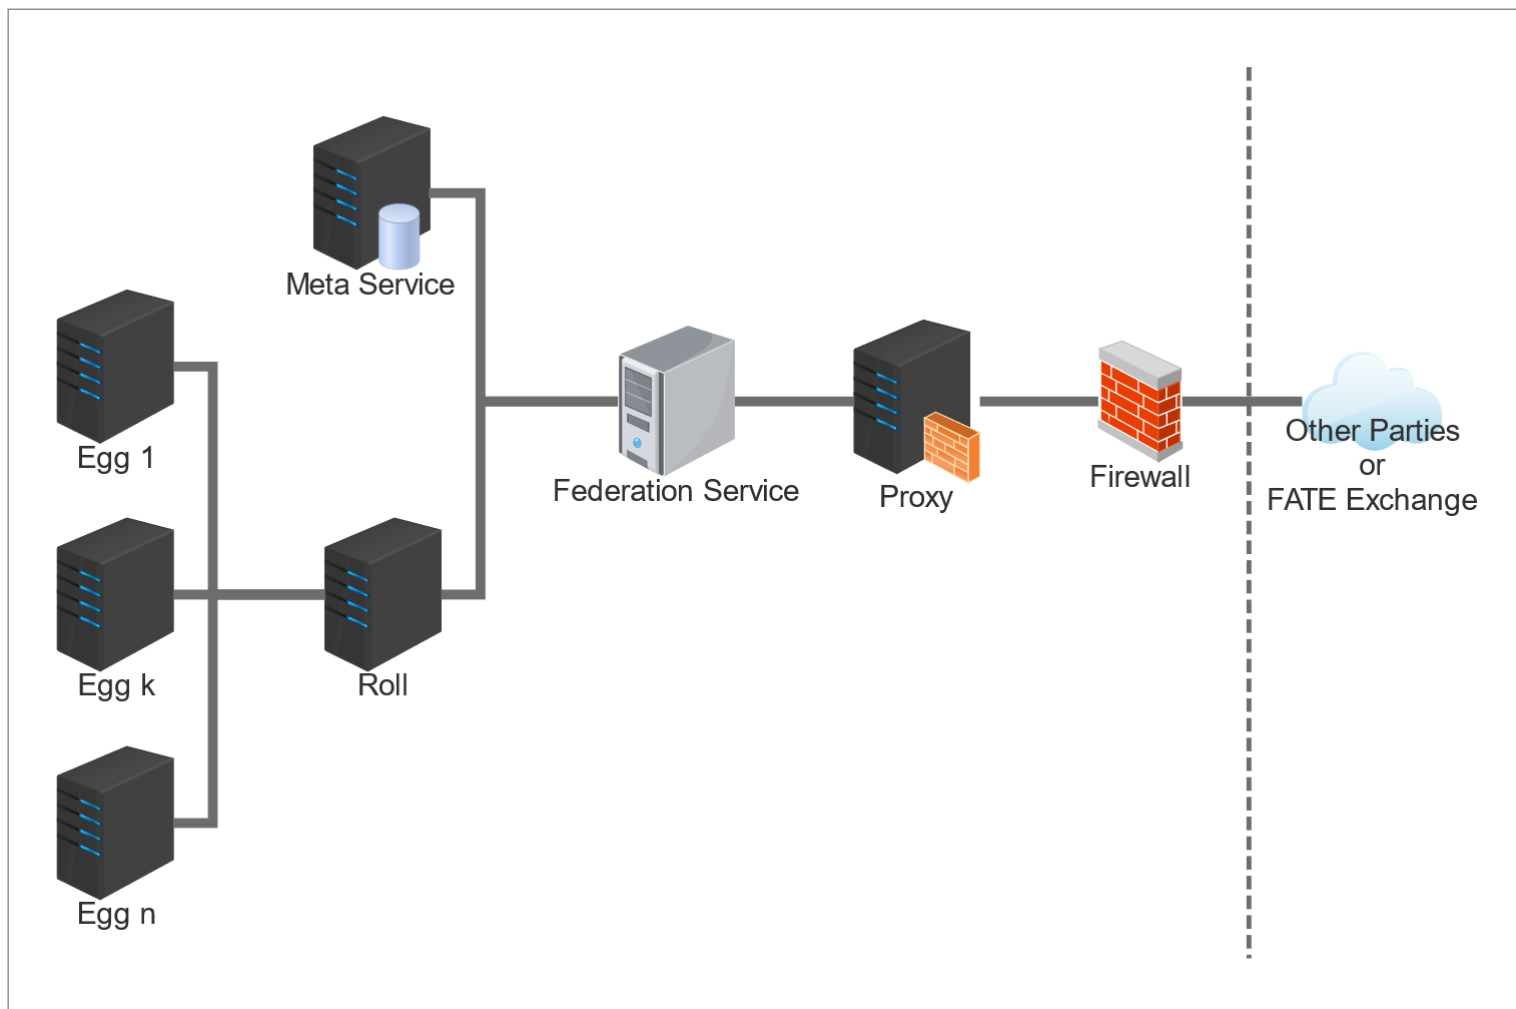 Meta Service
Egg 1
Federation Service
Proxy
Firewall
Other Parties
or
FATE Exchange
Egg k
Roll
Egg n